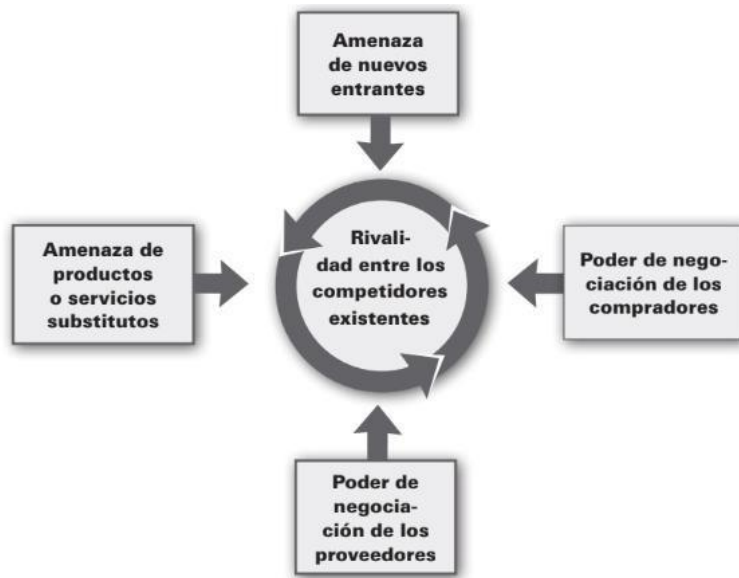 Amenaza
de nuevos
entrantes
Amenaza de
productos
o servicios
substitutos
Rivali-
dad entre los
competidores
existentes
Poder de nego-
ciación de los
compradores
Poder de
negocia-
ción de los
proveedores